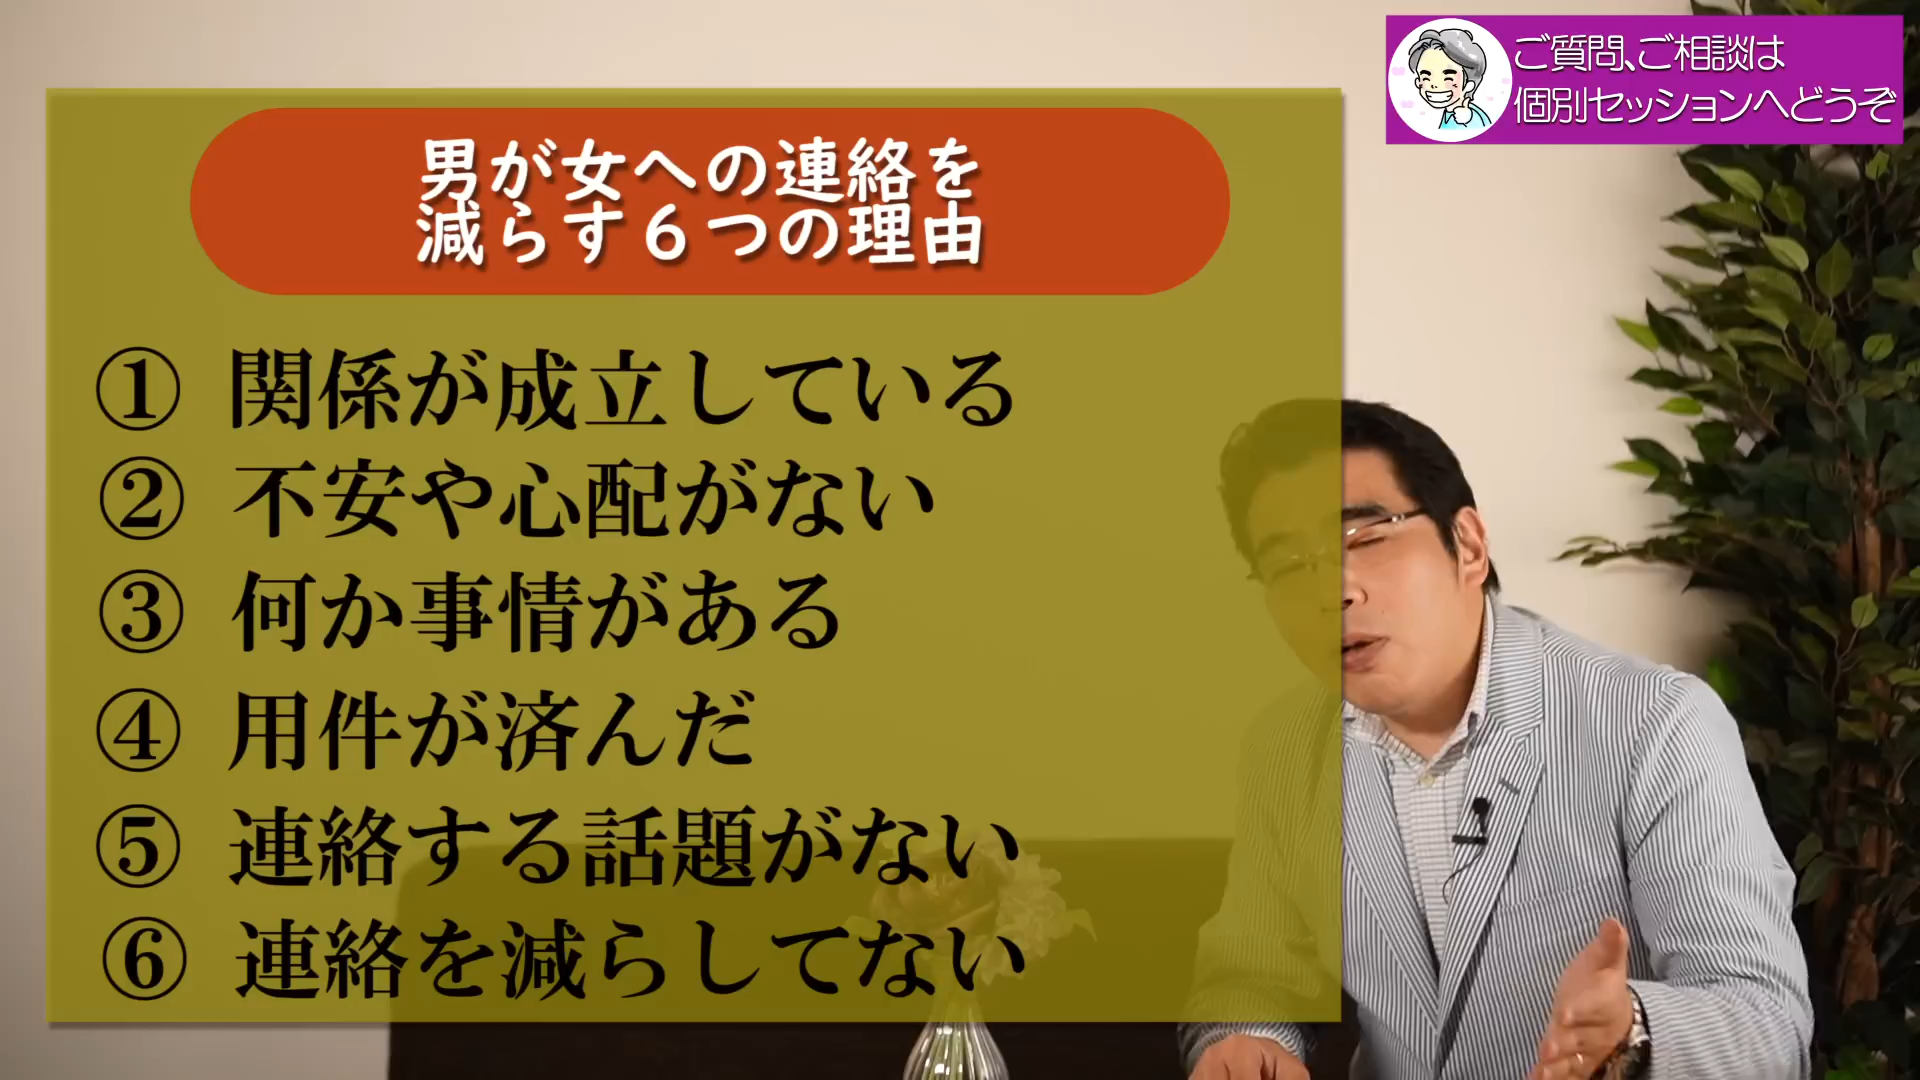 ご質問、ご相談は
個別セッションへどうぞ
男が女への連絡を
減らす６つの理由
① 関係が成立している
② 不安や心配がない
③ 何か事情がある
④ 用件が済んだ
⑤ 連絡する話題がない
⑥ 連絡を減らしてない